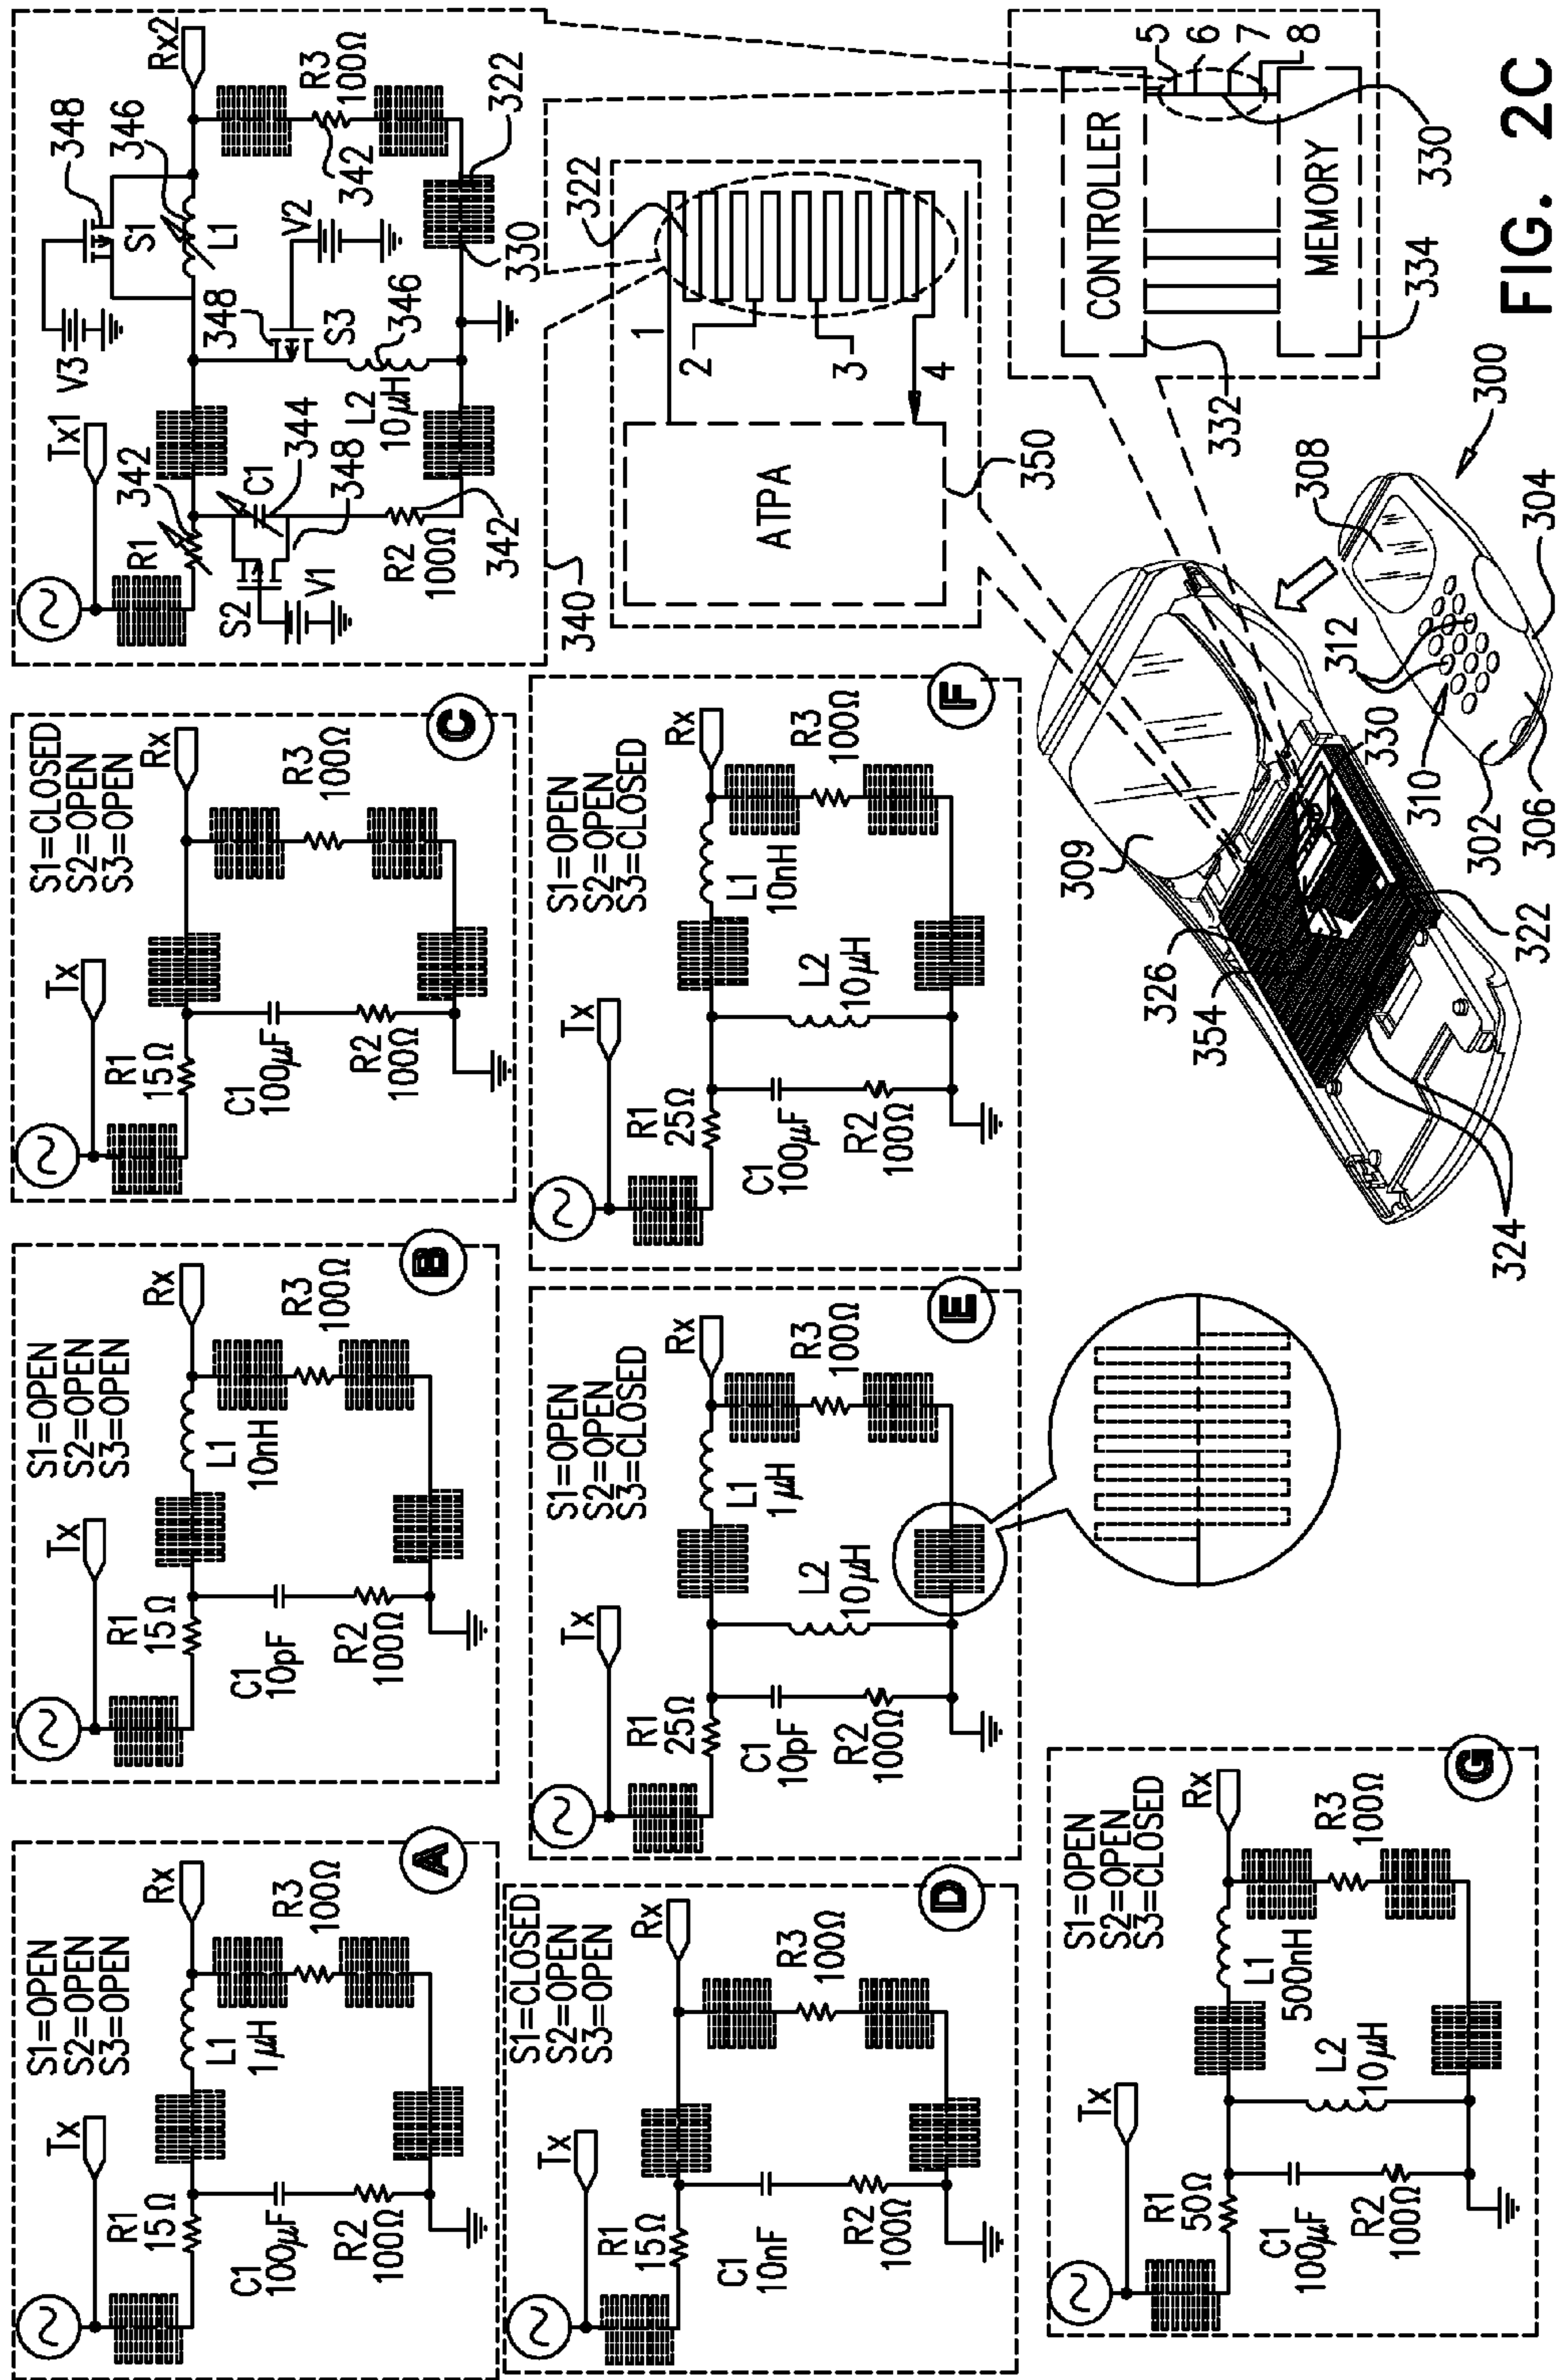 Tx
Rx
S1=OPEN
S2=OPEN
S3=OPEN
R1
15Ω
C1
100μF
R2
100Ω
L1
1μH
R3
100Ω
A
Tx
Rx
S1=OPEN
S2=OPEN
S3=OPEN
R1
15Ω
C1
10pF
R2
100Ω
L1
10nH
R3
100Ω
B
Tx
Rx
S1=CLOSED
S2=OPEN
S3=OPEN
R1
15Ω
C1
100μF
R2
100Ω
R3
100Ω
C
Tx1
Rx2
342
R1
S2
V1
C1
344
348
R2
100Ω
342
V3
348
S1
346
L1
348
S3
V2
L2
10μH
346
330
R3
100Ω
342
322
340
Tx
Rx
S1=CLOSED
S2=OPEN
S3=OPEN
R1
15Ω
C1
10nF
R2
100Ω
R3
100Ω
D
Tx
Rx
S1=OPEN
S2=OPEN
S3=CLOSED
R1
25Ω
C1
10pF
R2
100Ω
L2
10μH
L1
1μH
R3
100Ω
E
Tx
Rx
S1=OPEN
S2=OPEN
S3=CLOSED
R1
25Ω
C1
100μF
R2
100Ω
L2
10μH
L1
10nH
R3
100Ω
F
ATPA
350
322
1
2
3
4
Tx
Rx
S1=OPEN
S2=OPEN
S3=CLOSED
R1
50Ω
C1
100μF
R2
100Ω
L2
10μH
L1
500nH
R3
100Ω
G
CONTROLLER
MEMORY
332
334
330
5
6
7
8
309
326
354
324
322
330
300
308
304
312
310
302
306
FIG. 2C